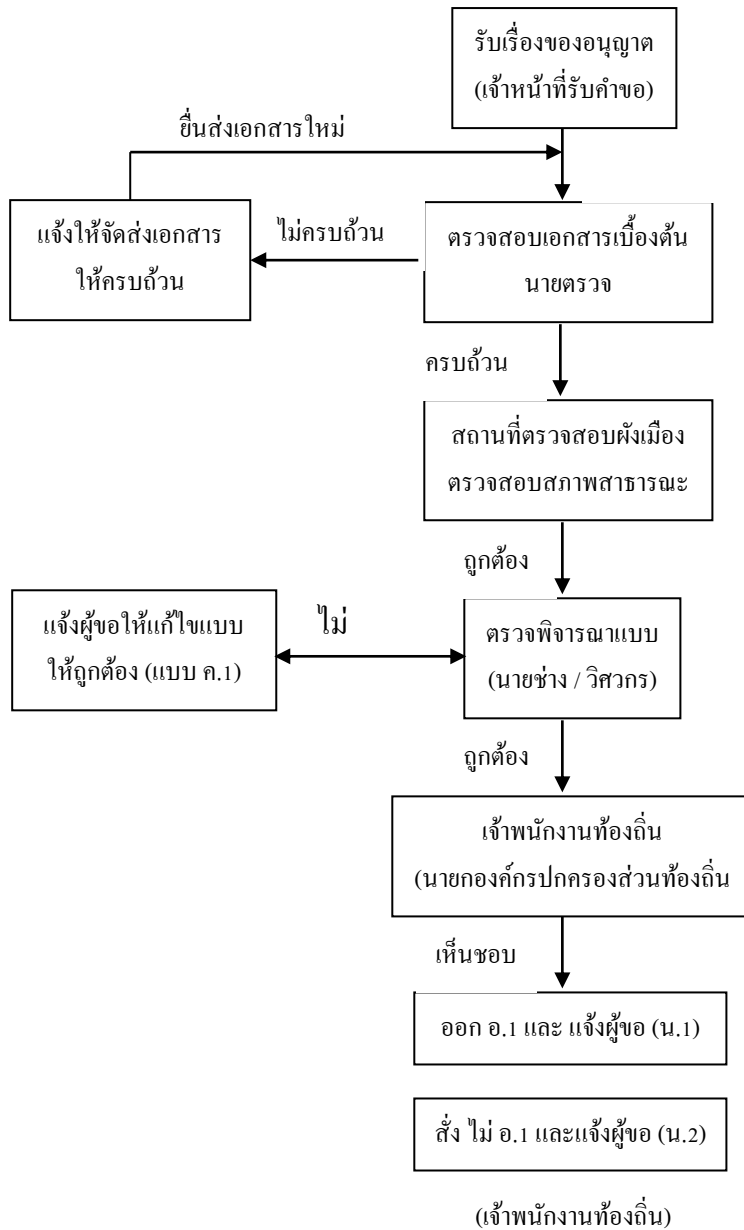 รับเรื่องของอนุญาต
(เจ้าหน้าที่รับคำขอ)
ยื่นส่งเอกสารใหม่
แจ้งให้จัดส่งเอกสาร
ให้ครบถ้วน
ไม่ครบถ้วน
ตรวจสอบเอกสารเบื้องต้น
นายตรวจ
ครบถ้วน
สถานที่ตรวจสอบผังเมือง
ตรวจสอบสภาพสาธารณะ
ถูกต้อง
แจ้งผู้ขอให้แก้ไขแบบ
ให้ถูกต้อง (แบบ ค.1)
ไม่
ตรวจพิจารณาแบบ
(นายช่าง / วิศวกร)
ถูกต้อง
เจ้าพนักงานท้องถิ่น
(นายกองค์กรปกครองส่วนท้องถิ่น
เห็นชอบ
ออก อ.1 และ แจ้งผู้ขอ (น.1)
สั่ง ไม่ อ.1 และแจ้งผู้ขอ (น.2)
(เจ้าพนักงานท้องถิ่น)